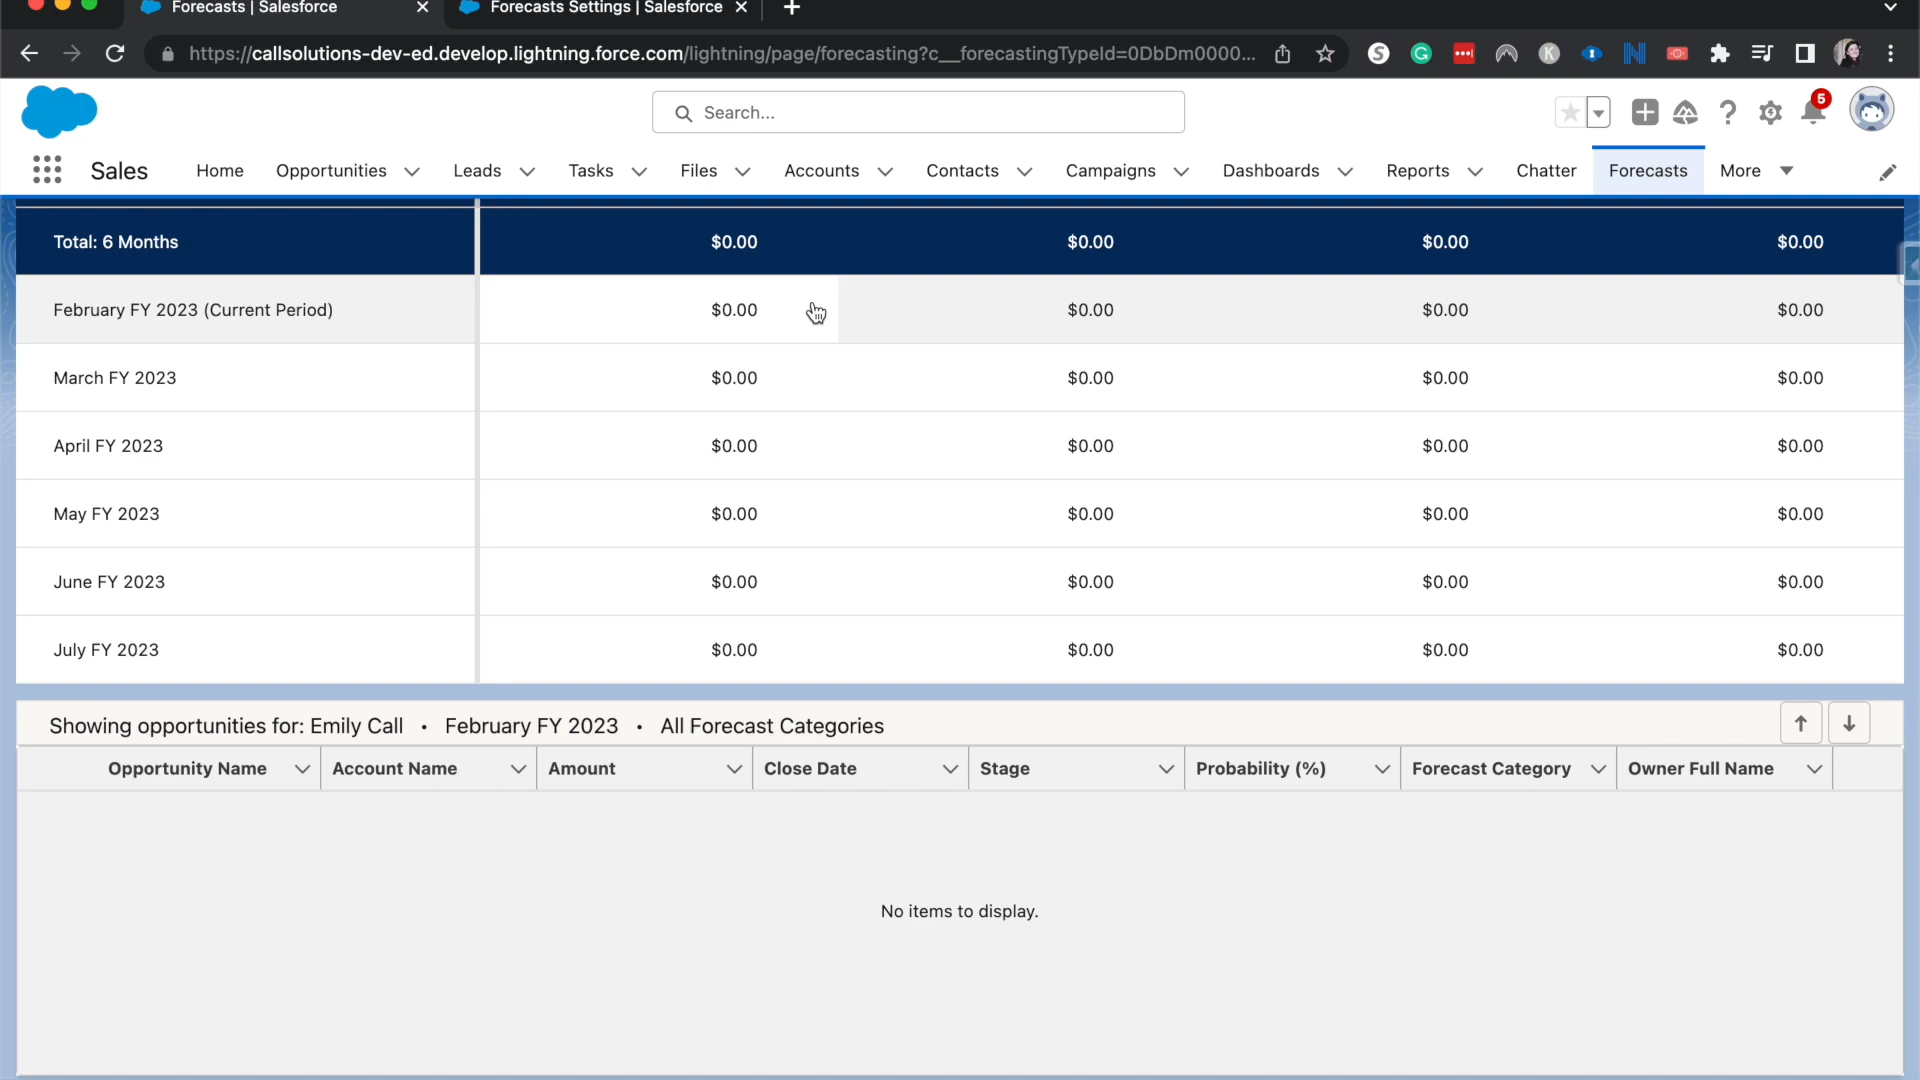 Forecasts | Salesforce
Forecasts Settings | Salesforce
https://callsolutions-dev-ed.develop.lightning.force.com/lightning/page/forecasting?c__forecastingTypeId=0DbDm0000...
Search...
5
Sales Home Opportunities Leads Tasks Files Accounts Contacts Campaigns Dashboards Reports Chatter Forecasts More
Total: 6 Months $0.00 $0.00 $0.00 $0.00
February FY 2023 (Current Period) $0.00 $0.00 $0.00 $0.00
March FY 2023 $0.00 $0.00 $0.00 $0.00
April FY 2023 $0.00 $0.00 $0.00 $0.00
May FY 2023 $0.00 $0.00 $0.00 $0.00
June FY 2023 $0.00 $0.00 $0.00 $0.00
July FY 2023 $0.00 $0.00 $0.00 $0.00
Showing opportunities for: Emily Call • February FY 2023 • All Forecast Categories
Opportunity Name Account Name Amount Close Date Stage Probability (%) Forecast Category Owner Full Name
No items to display.